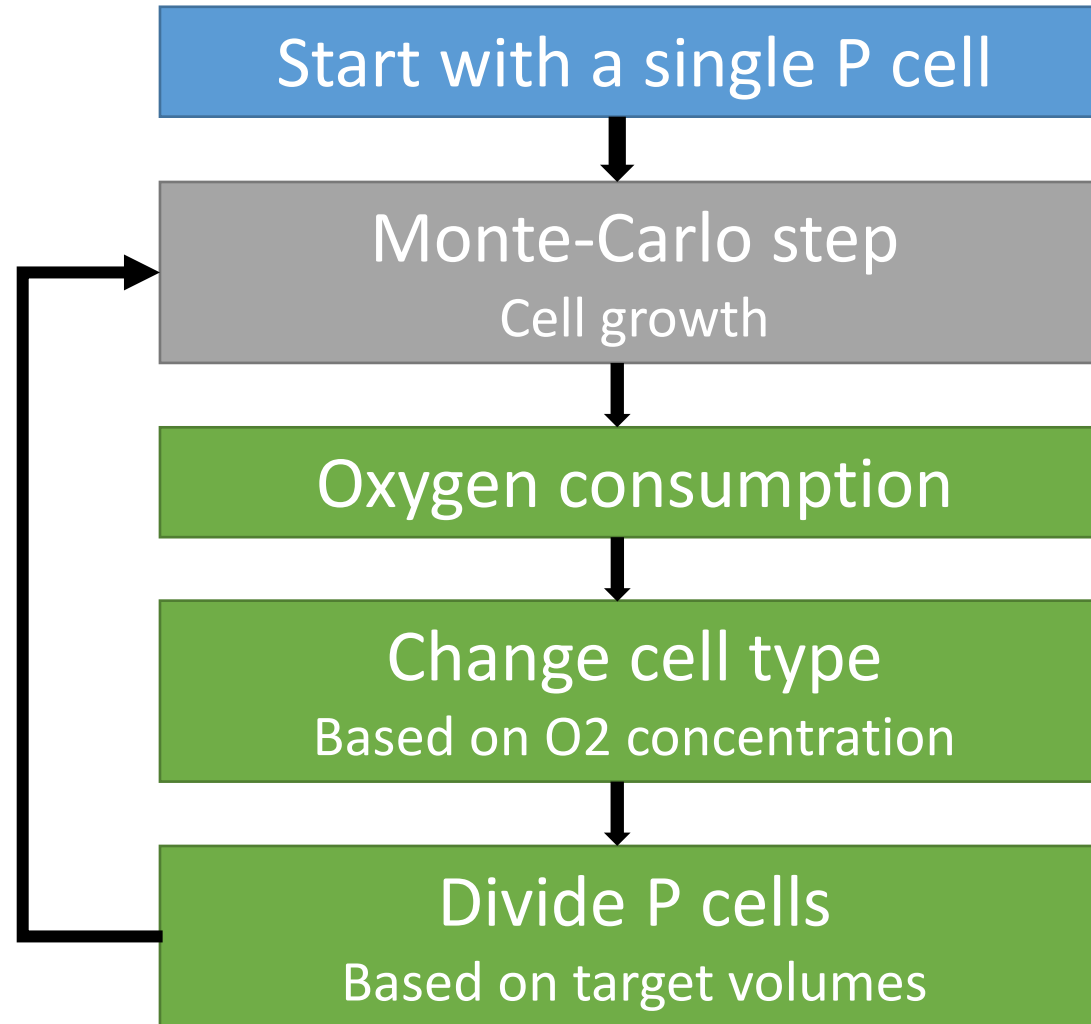 Start with a single P cell
Monte-Carlo step
Cell growth
Oxygen consumption
Change cell type
Based on O2 concentration
Divide P cells
Based on target volumes